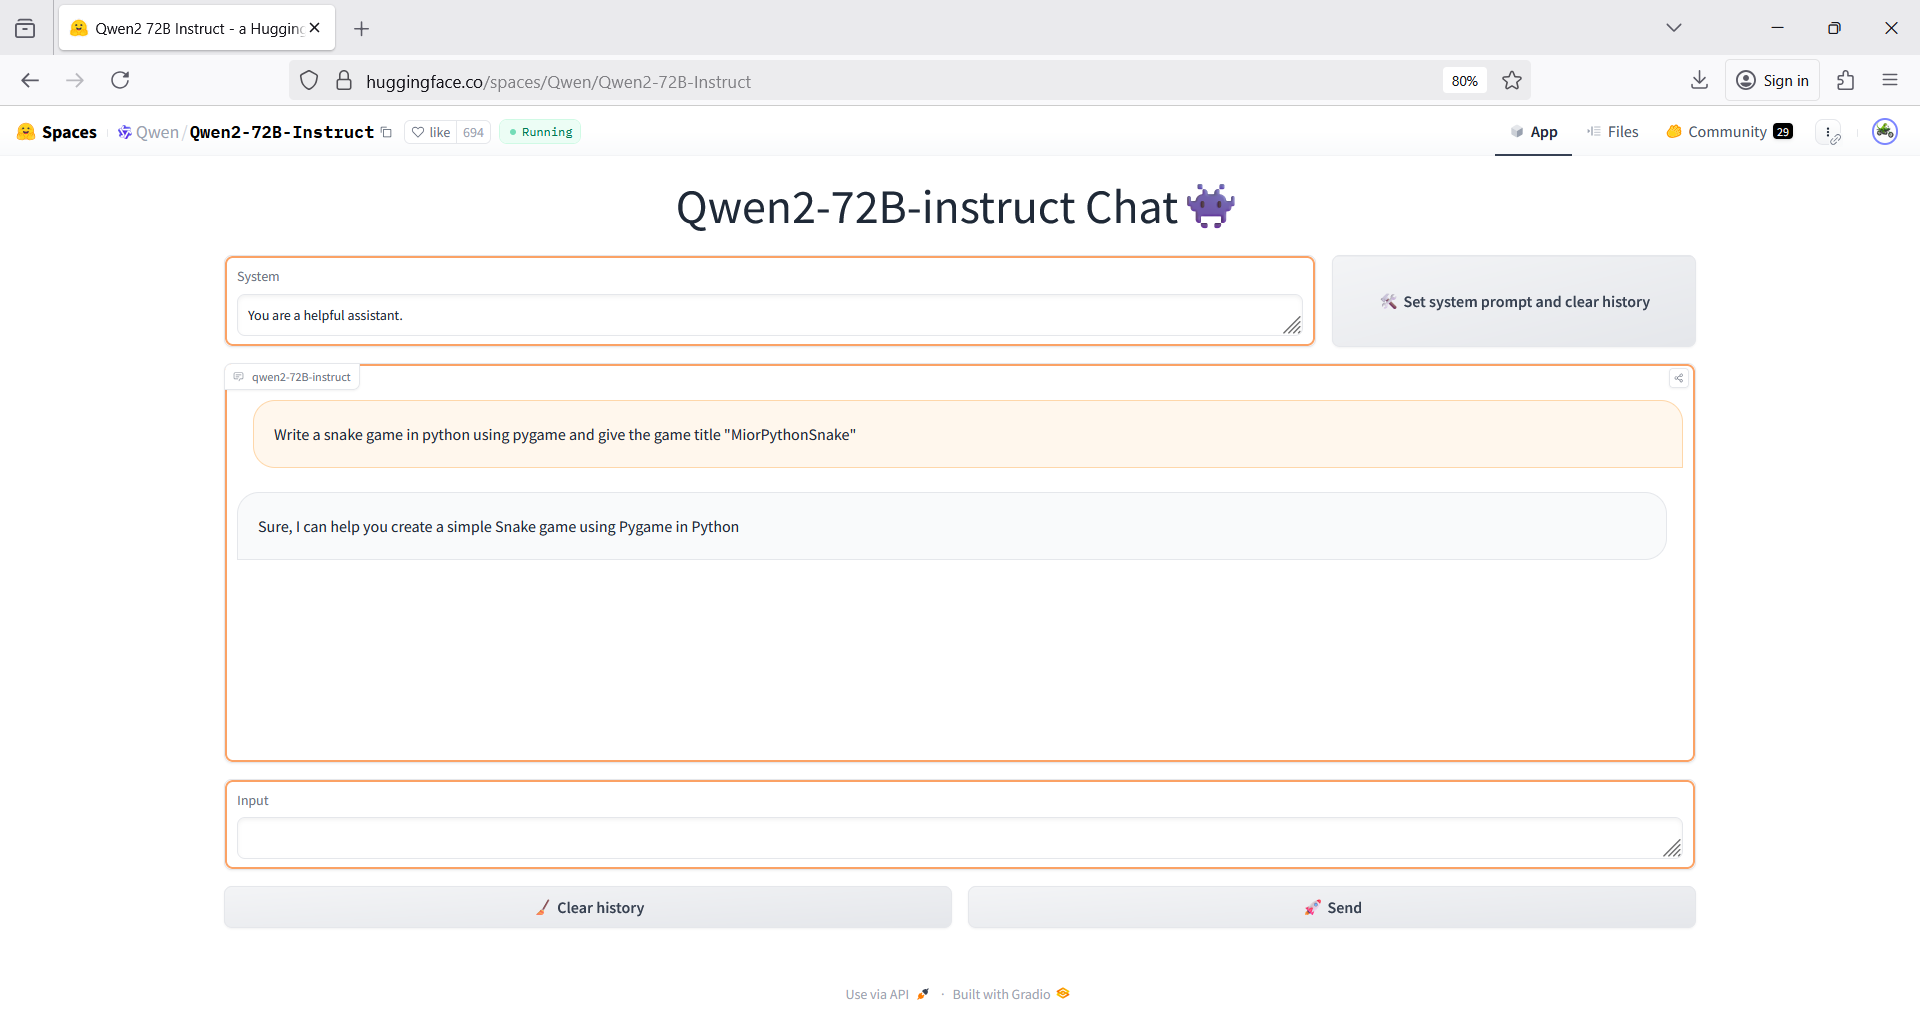 Qwen2 72B Instruct - a Hugging
huggingface.co/spaces/Qwen/Qwen2-72B-Instruct
80%
Sign in
Spaces
Qwen/Qwen2-72B-Instruct
like 694
Running
App
Files
Community 29
Qwen2-72B-instruct Chat
System
You are a helpful assistant.
Set system prompt and clear history
qwen2-72B-instruct
Write a snake game in python using pygame and give the game title "MiorPythonSnake"
Sure, I can help you create a simple Snake game using Pygame in Python
Input
Clear history
Send
Use via API · Built with Gradio